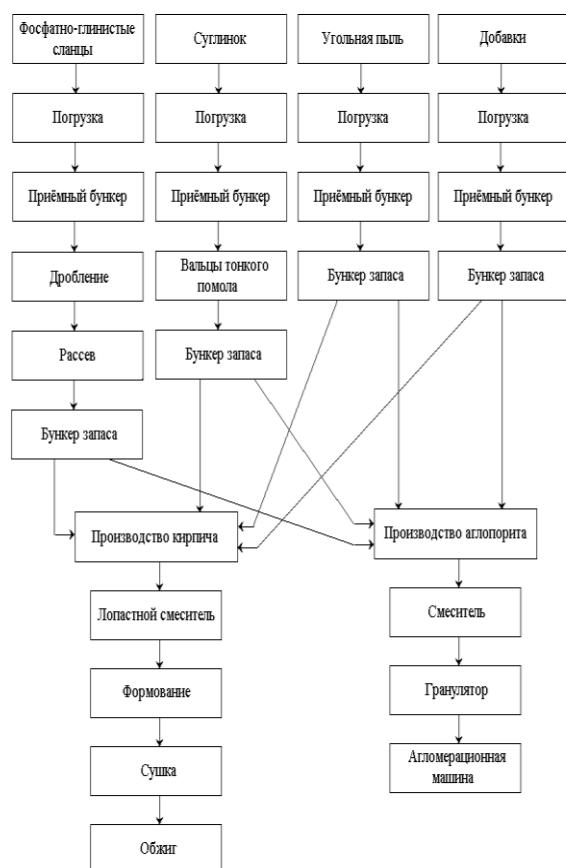 Фосфатно-глинистые
сланцы
Суглинок
Угольная пыль
Добавки
Погрузка
Погрузка
Погрузка
Погрузка
Приёмный бункер
Приёмный бункер
Приёмный бункер
Приёмный бункер
Дробление
Вальцы тонкого
помола
Бункер запаса
Бункер запаса
Рассев
Бункер запаса
Бункер запаса
Производство кирпича
Производство аглопорита
Лопастной смеситель
Смеситель
Формование
Гранулятор
Сушка
Агломерационная
машина
Обжиг